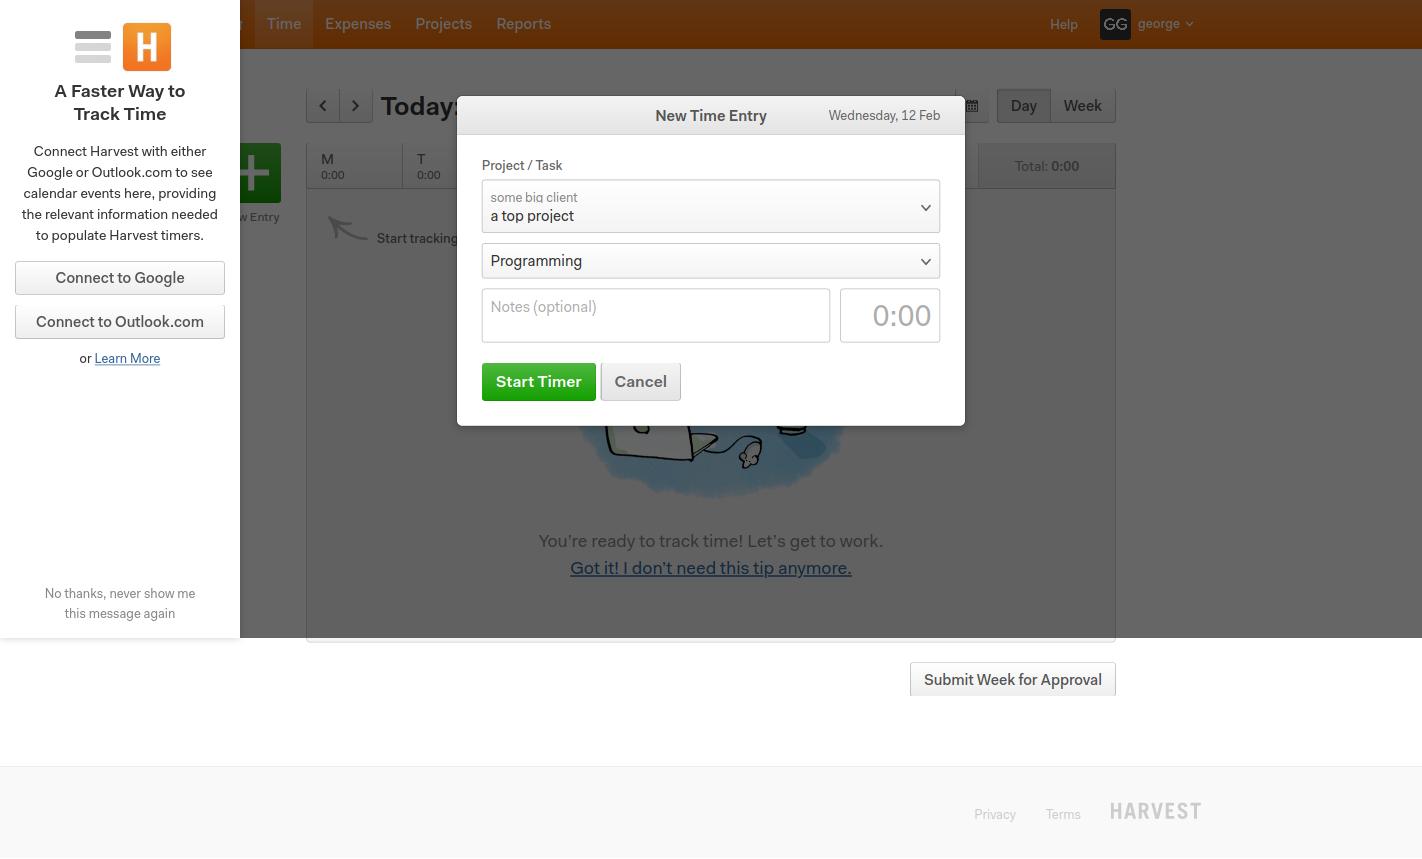 H
A Faster Way to
Track Time
Connect Harvest with either
Google or Outlook.com to see
calendar events here, providing
the relevant information needed
to populate Harvest timers.
Connect to Google
Connect to Outlook.com
or Learn More
No thanks, never show me
this message again
Time Expenses Projects Reports
Help GG george
Today:
Day Week
M
0:00
T
0:00
Total: 0:00
w Entry
Start tracking
New Time Entry
Wednesday, 12 Feb
Project / Task
some big client
a top project
Programming
Notes (optional)
0:00
Start Timer
Cancel
You're ready to track time! Let's get to work.
Got it! I don't need this tip anymore.
Submit Week for Approval
Privacy Terms HARVEST